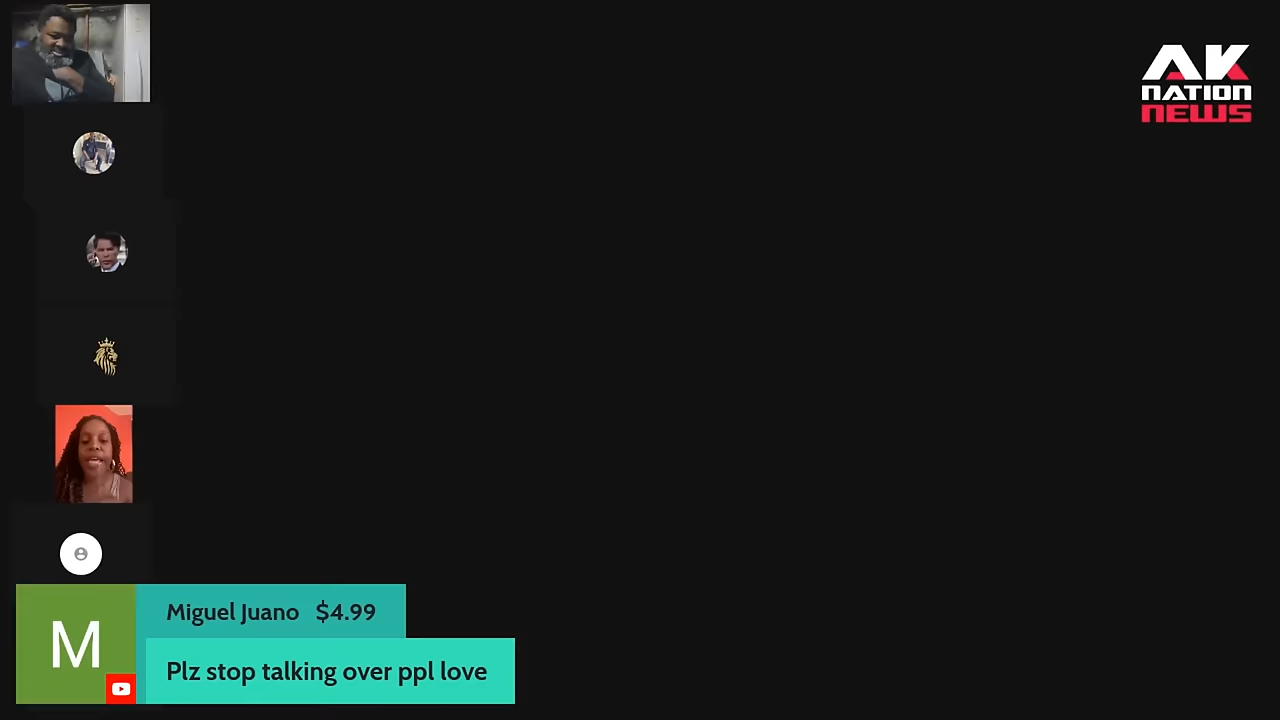 AK
NATION
NEWS
M
Miguel Juano $4.99
Plz stop talking over ppl love